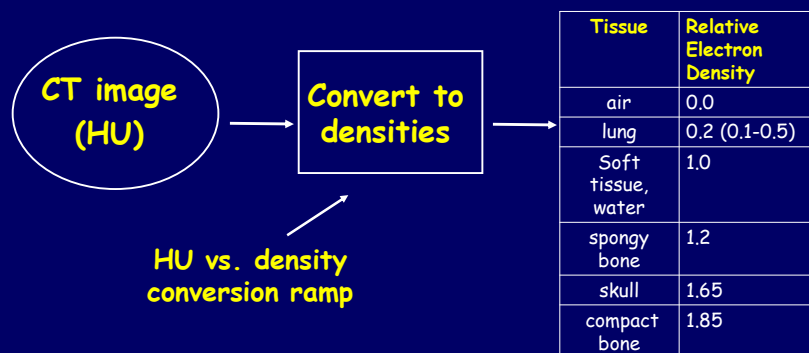 CT image
(HU)
Convert to
densities
HU vs. density
conversion ramp
Tissue
Relative
Electron
Density
air
0.0
lung
0.2 (0.1-0.5)
Soft
tissue,
water
1.0
spongy
bone
1.2
skull
1.65
compact
bone
1.85